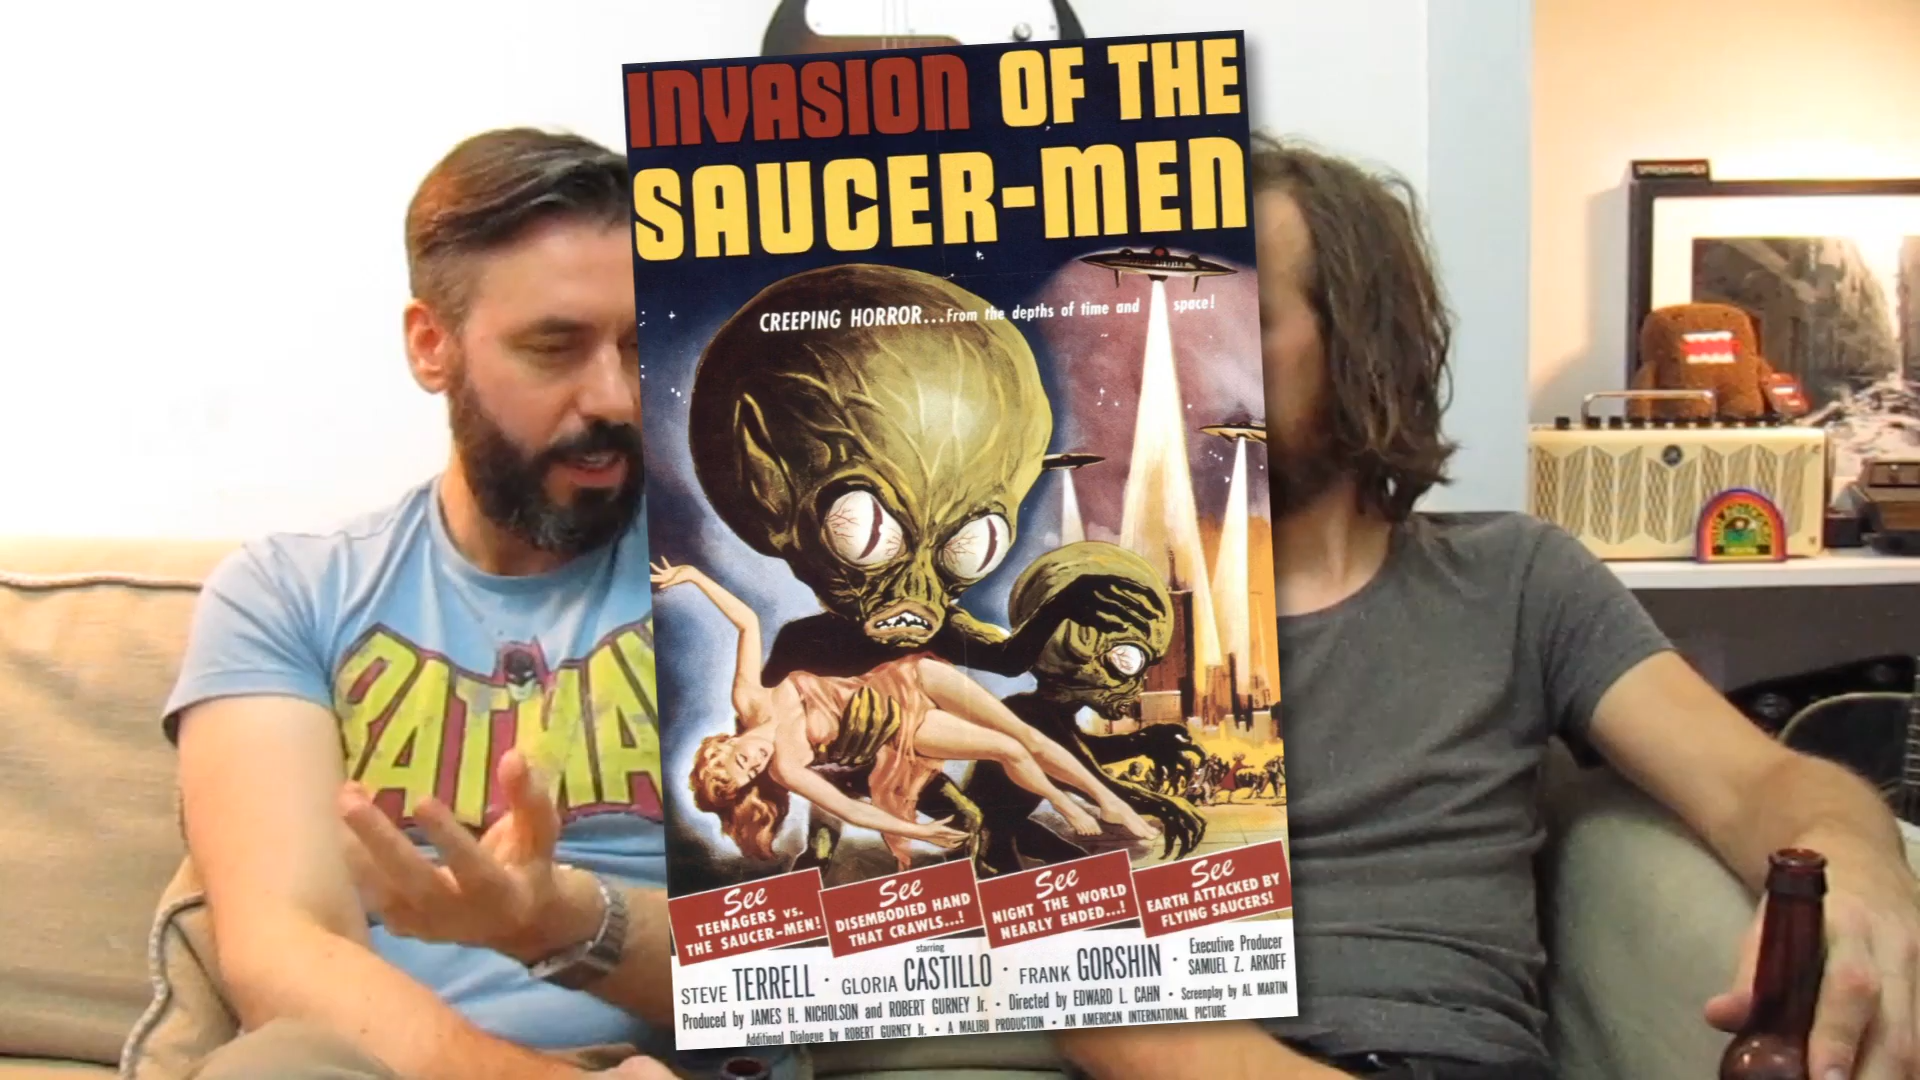 INVASION OF THE
SAUCER-MEN
CREEPING HORROR...From the depths of time and space!
See
TEENAGERS VS.
THE SAUCER-MEN!
See
DISEMBODIED HAND
THAT CRAWLS...!
See
NIGHT THE WORLD
NEARLY ENDED...!
See
EARTH ATTACKED BY
FLYING SAUCERS!
starring
STEVE TERRELL · GLORIA CASTILLO · FRANK GORSHIN · Executive Producer
SAMUEL Z. ARKOFF
Produced by JAMES H. NICHOLSON and ROBERT GURNEY Jr. • Directed by EDWARD L. CAHN • Screenplay by AL MARTIN
Additional Dialogue by ROBERT GURNEY Jr. • A MALIBU PRODUCTION • AN AMERICAN INTERNATIONAL PICTURE
BATMA